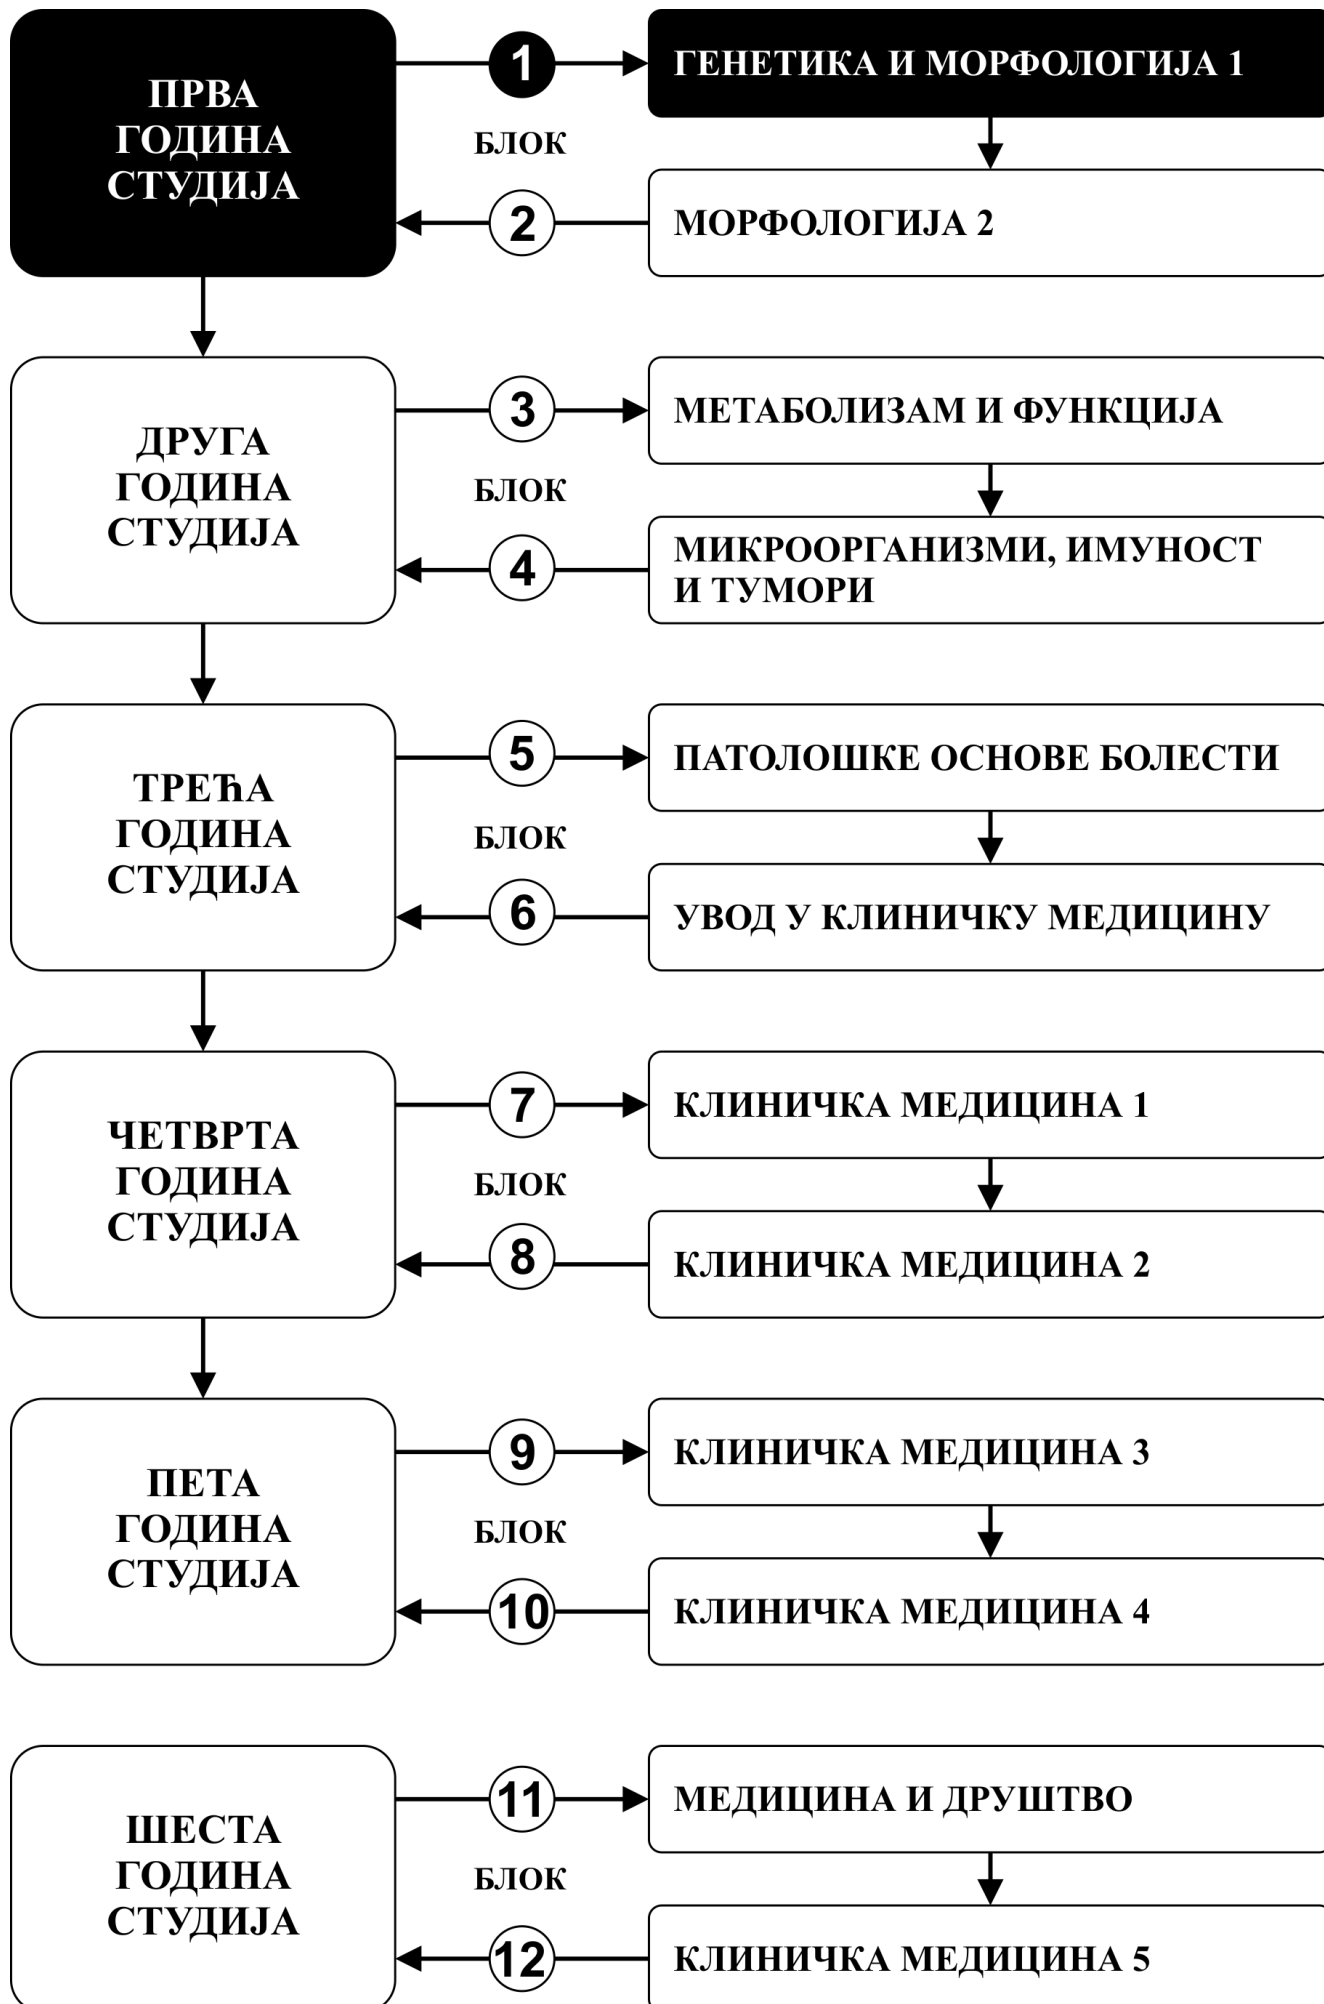 ПРВА
ГОДИНА
СТУДИЈА
1
БЛОК
2
ГЕНЕТИКА И МОРФОЛОГИЈА 1
МОРФОЛОГИЈА 2
ДРУГА
ГОДИНА
СТУДИЈА
3
БЛОК
4
МЕТАБОЛИЗАМ И ФУНКЦИЈА
МИКРООРГАНИЗМИ, ИМУНОСТ
И ТУМОРИ
ТРЕЋА
ГОДИНА
СТУДИЈА
5
БЛОК
6
ПАТОЛОШКЕ ОСНОВЕ БОЛЕСТИ
УВОД У КЛИНИЧКУ МЕДИЦИНУ
ЧЕТВРТА
ГОДИНА
СТУДИЈА
7
БЛОК
8
КЛИНИЧКА МЕДИЦИНА 1
КЛИНИЧКА МЕДИЦИНА 2
ПЕТА
ГОДИНА
СТУДИЈА
9
БЛОК
10
КЛИНИЧКА МЕДИЦИНА 3
КЛИНИЧКА МЕДИЦИНА 4
ШЕСТА
ГОДИНА
СТУДИЈА
11
БЛОК
12
МЕДИЦИНА И ДРУШТВО
КЛИНИЧКА МЕДИЦИНА 5